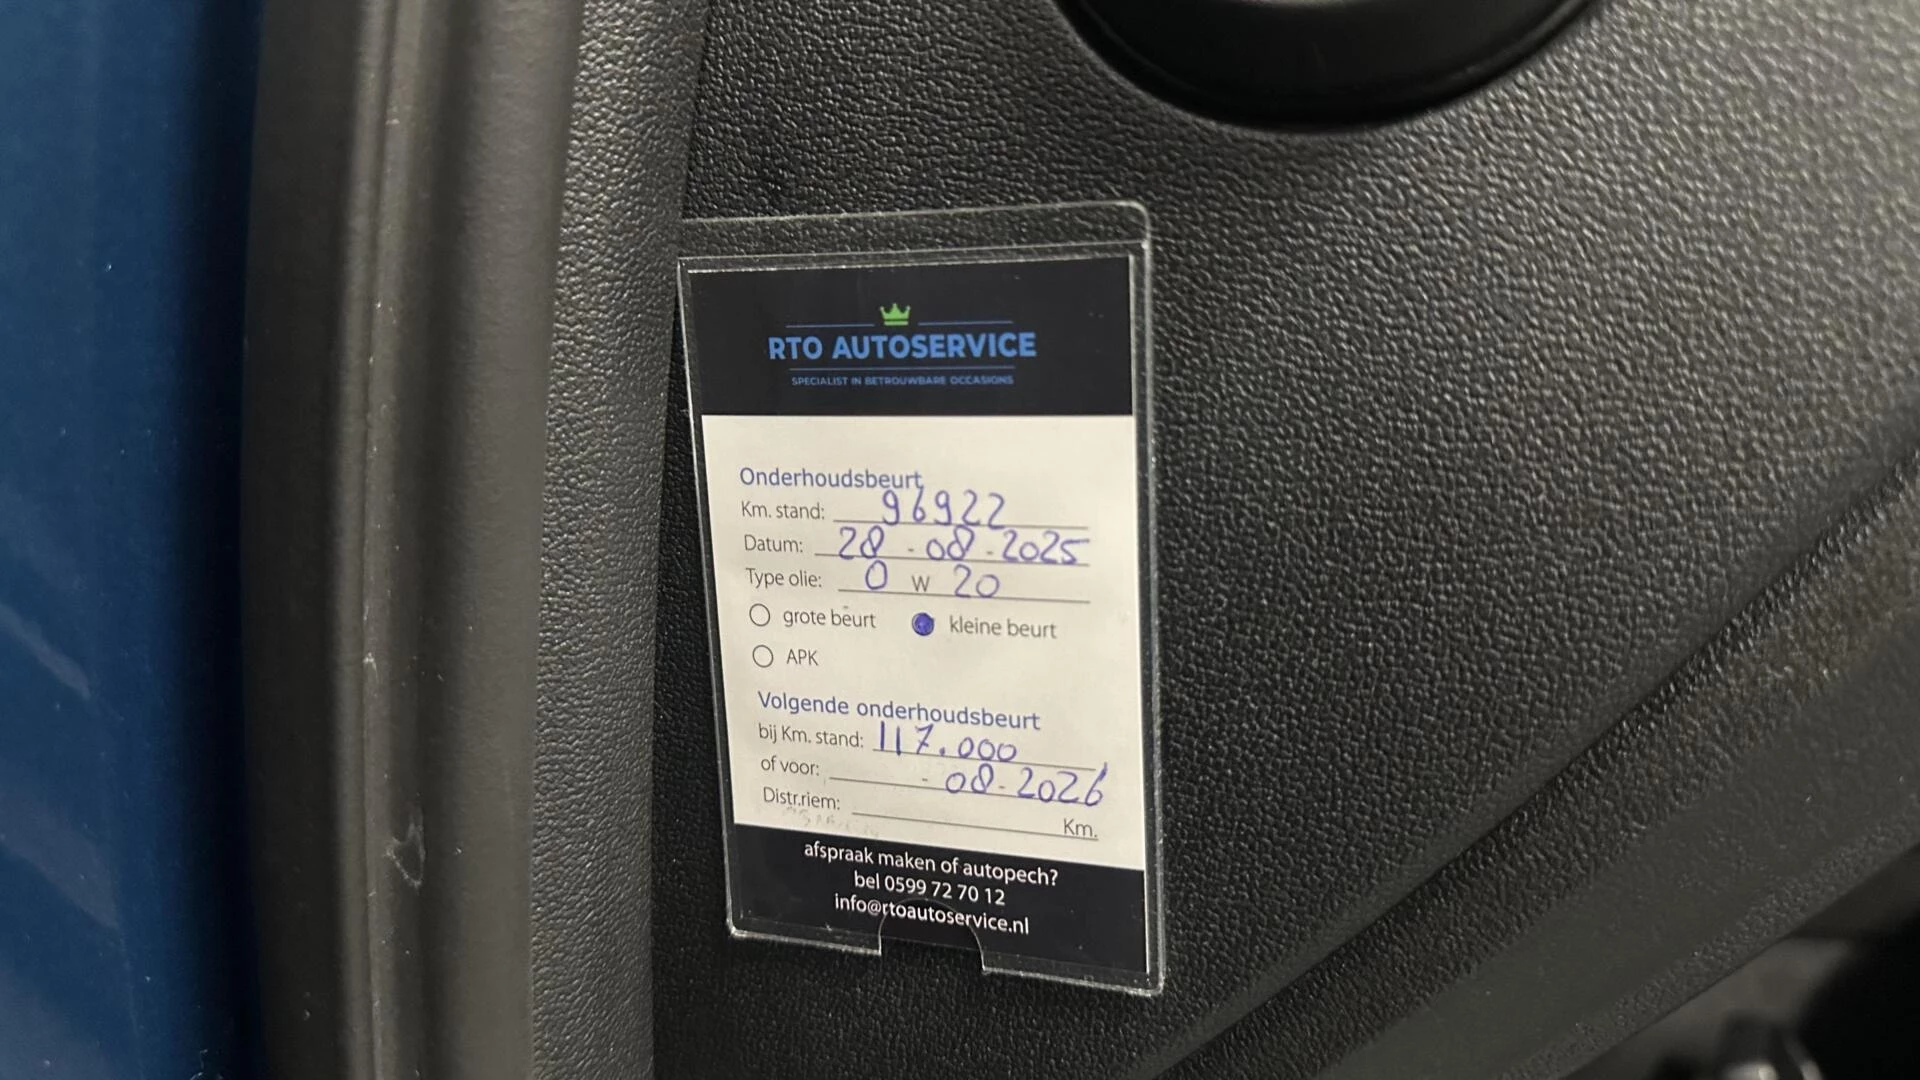 RTO AUTOSERVICE
SPECIALIST IN BETROUWBARE OCCASIONS
Onderhoudsbeurt
Km. stand: 96922
Datum: 28 - 08 - 2025
Type olie: 0 W 20
grote beurt kleine beurt
APK
Volgende onderhoudsbeurt
bij Km. stand: 117.000
of voor: - 08 - 2026
Distr.riem: Km.
afspraak maken of autopech?
bel 0599 72 70 12
info@rtoautoservice.nl